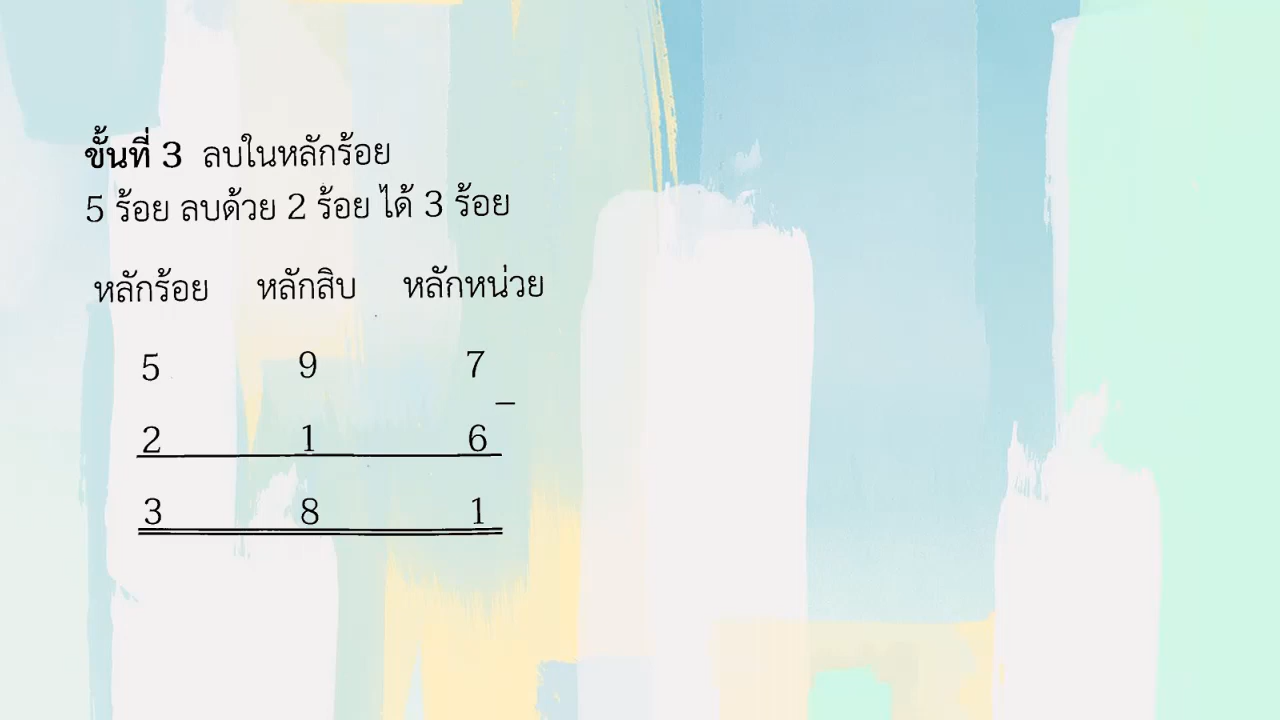 ขั้นที่ 3 ลบในหลักร้อย
5 ร้อย ลบด้วย 2 ร้อย ได้ 3 ร้อย
หลักร้อย หลักสิบ หลักหน่วย
5 9 7
–
2 1 6
3 8 1